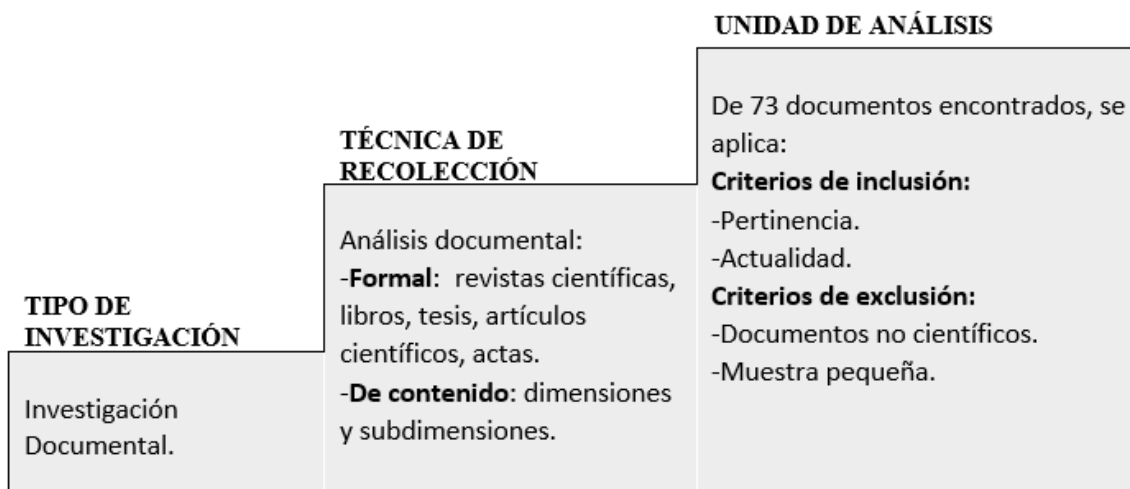 TIPO DE
INVESTIGACIÓN
Investigación
Documental.
TÉCNICA DE
RECOLECCIÓN
Análisis documental:
-Formal: revistas científicas,
libros, tesis, artículos
científicos, actas.
-De contenido: dimensiones
y subdimensiones.
UNIDAD DE ANÁLISIS
De 73 documentos encontrados, se
aplica:
Criterios de inclusión:
-Pertinencia.
-Actualidad.
Criterios de exclusión:
-Documentos no científicos.
-Muestra pequeña.